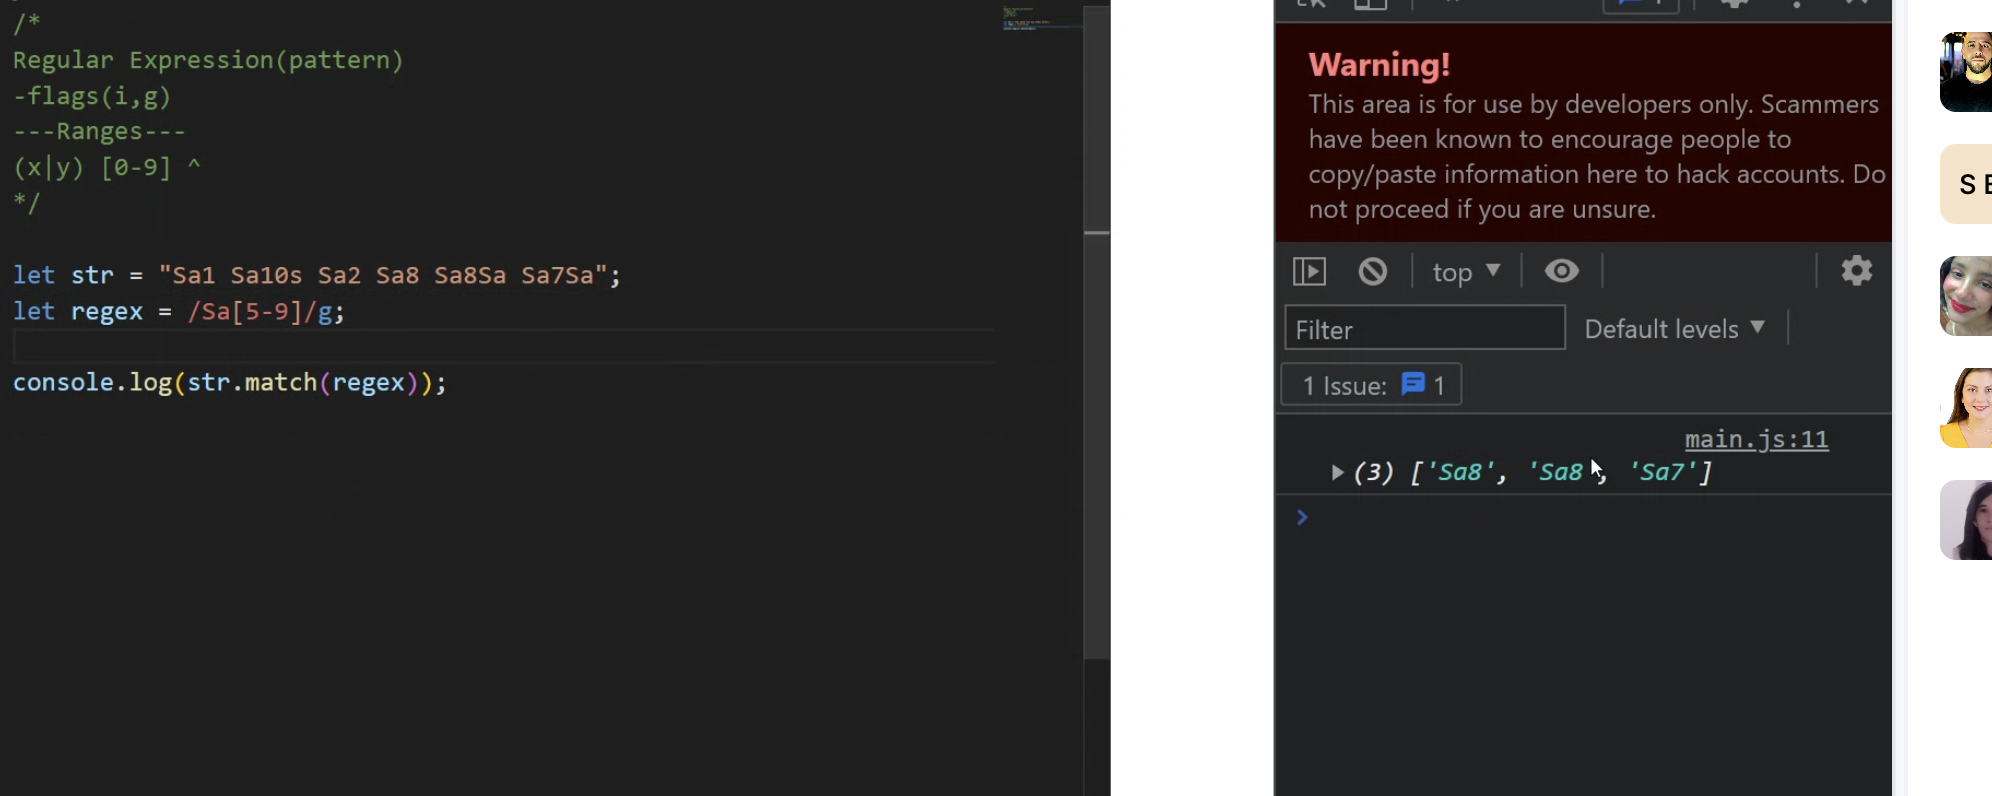 /*
Regular Expression(pattern)
-flags(i,g)
---Ranges---
(x|y) [0-9] ^
*/
let str = "Sa1 Sa10s Sa2 Sa8 Sa8Sa Sa7Sa";
let regex = /Sa[5-9]/g;
console.log(str.match(regex));
Warning!
This area is for use by developers only. Scammers
have been known to encourage people to
copy/paste information here to hack accounts. Do
not proceed if you are unsure.
top
Filter
Default levels
1 Issue: 1
main.js:11
(3) ['Sa8', 'Sa8', 'Sa7']
S